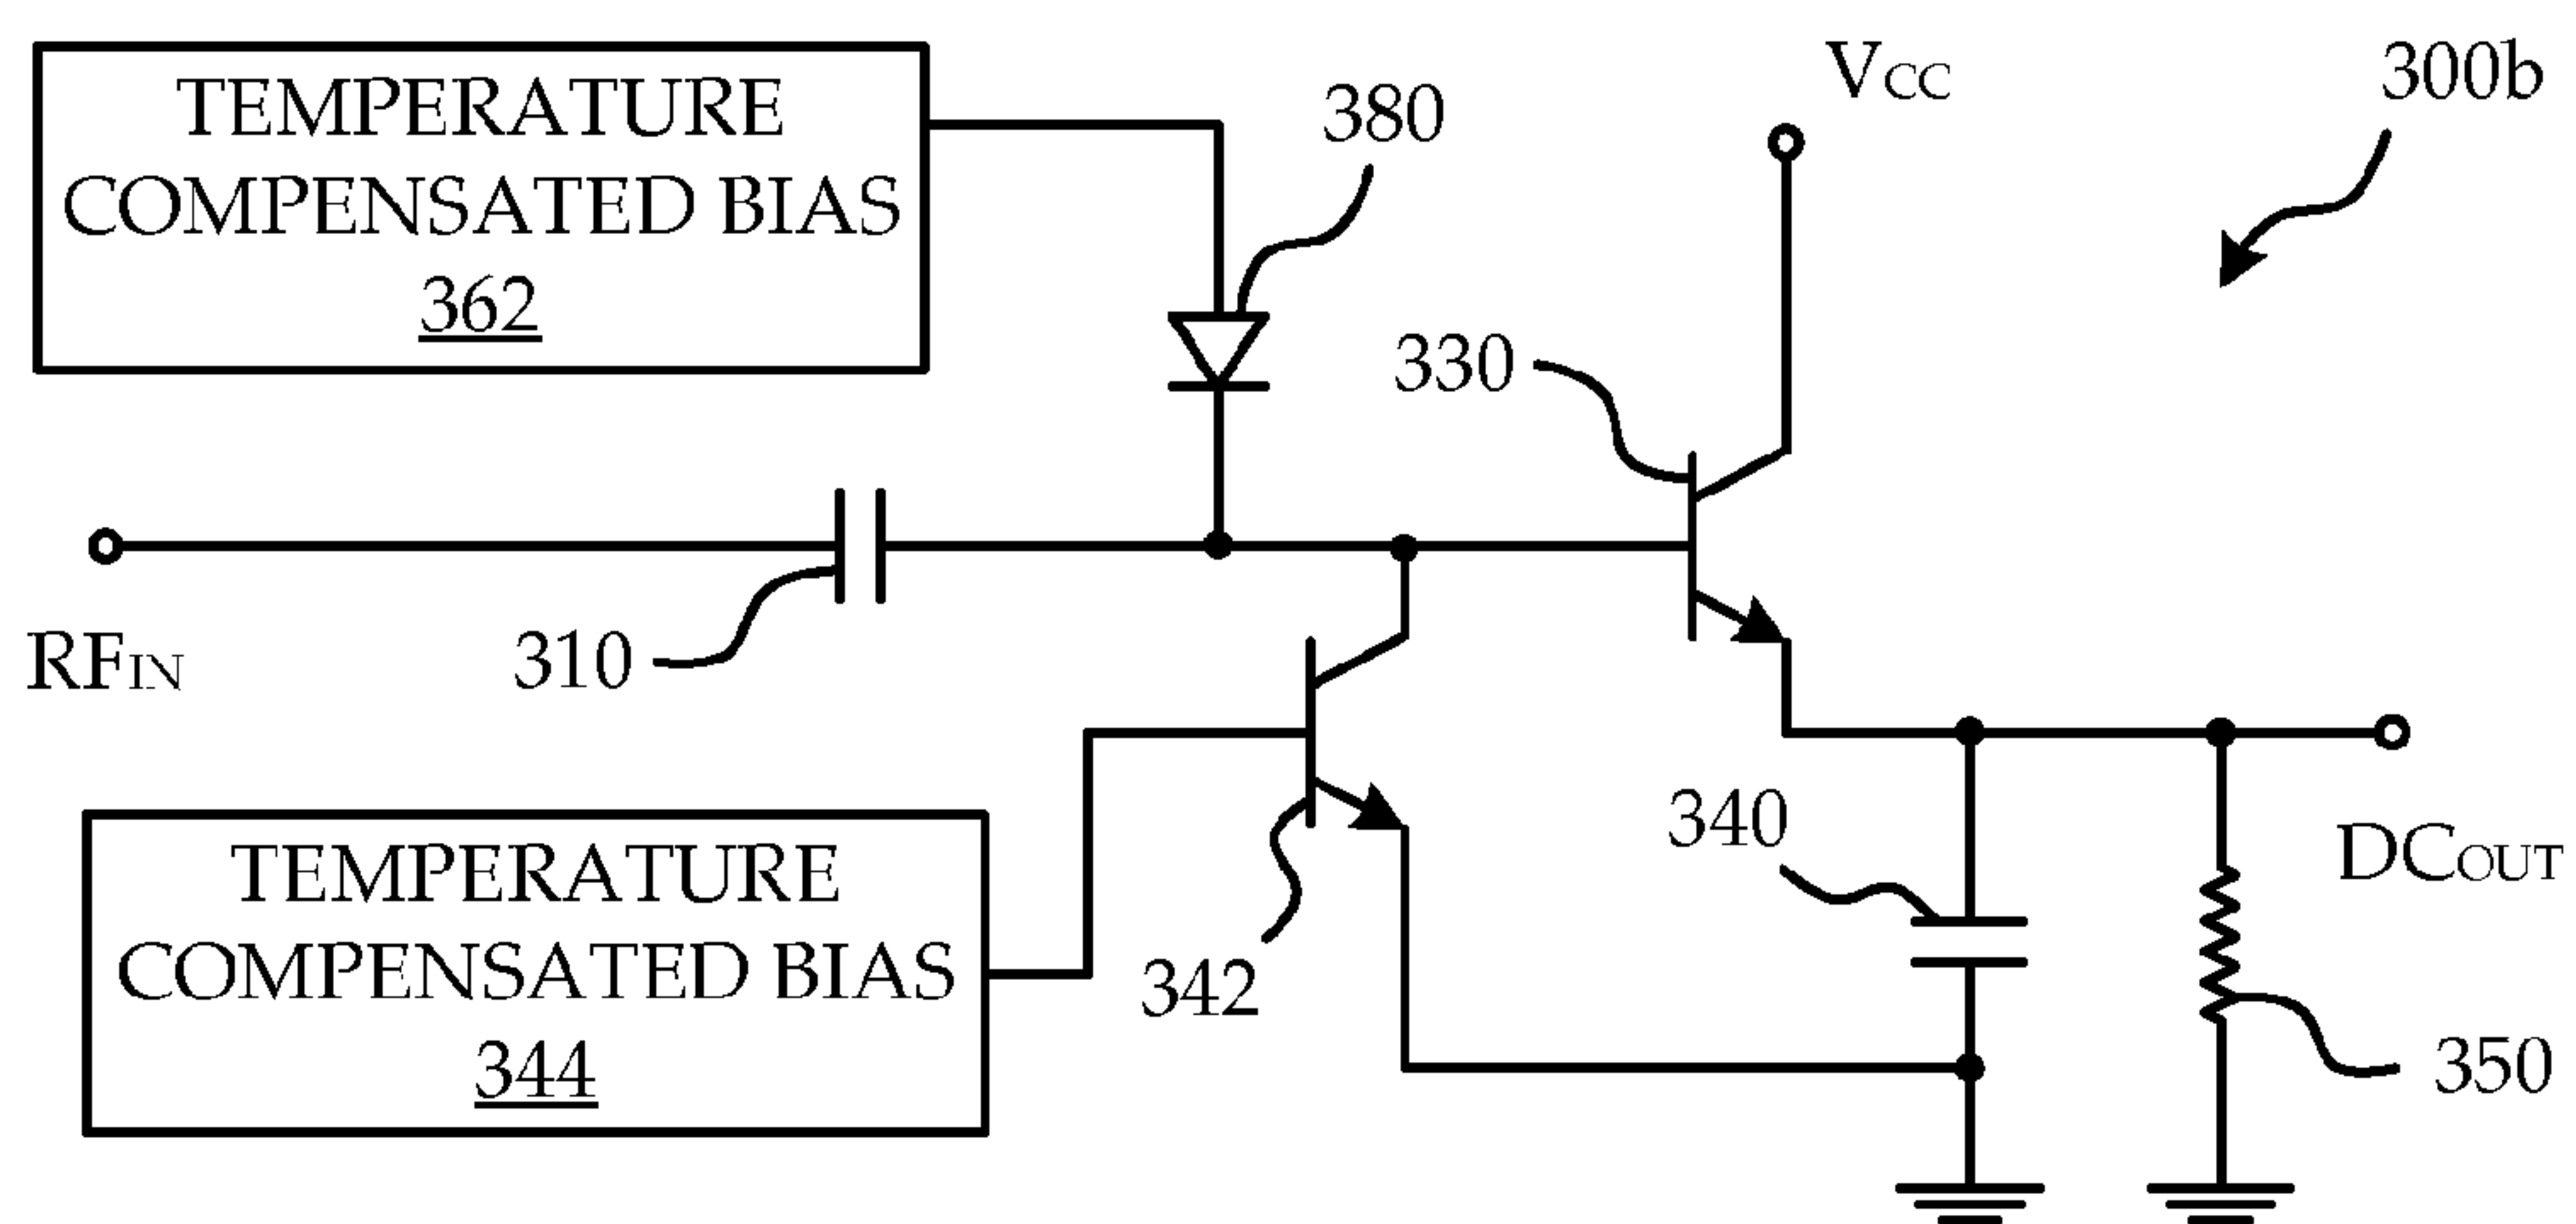 TEMPERATURE
COMPENSATED BIAS
362
380
VCC
300b
330
RFIN
310
TEMPERATURE
COMPENSATED BIAS
344
342
340
DCOUT
350